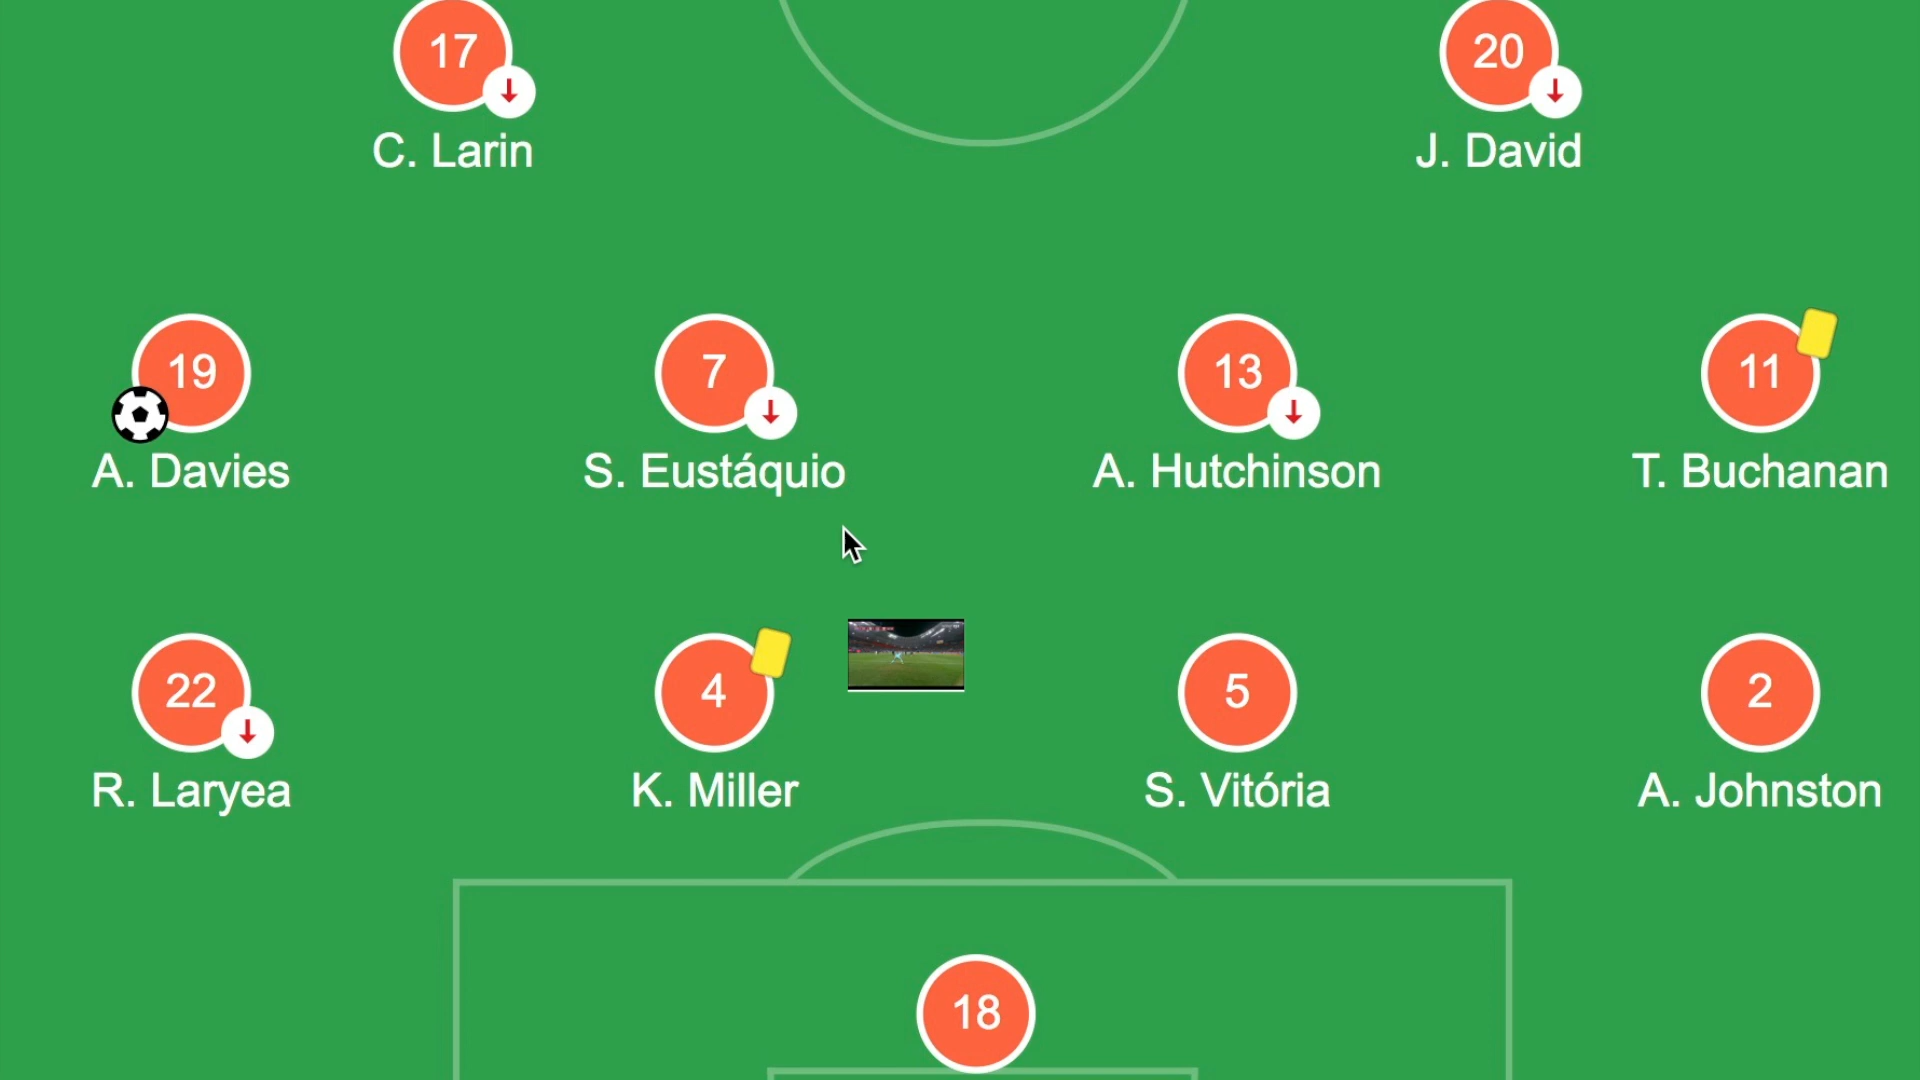 17
20
C. Larin
J. David
19
7
13
11
A. Davies
S. Eustáquio
A. Hutchinson
T. Buchanan
22
4
5
2
R. Laryea
K. Miller
S. Vitória
A. Johnston
18